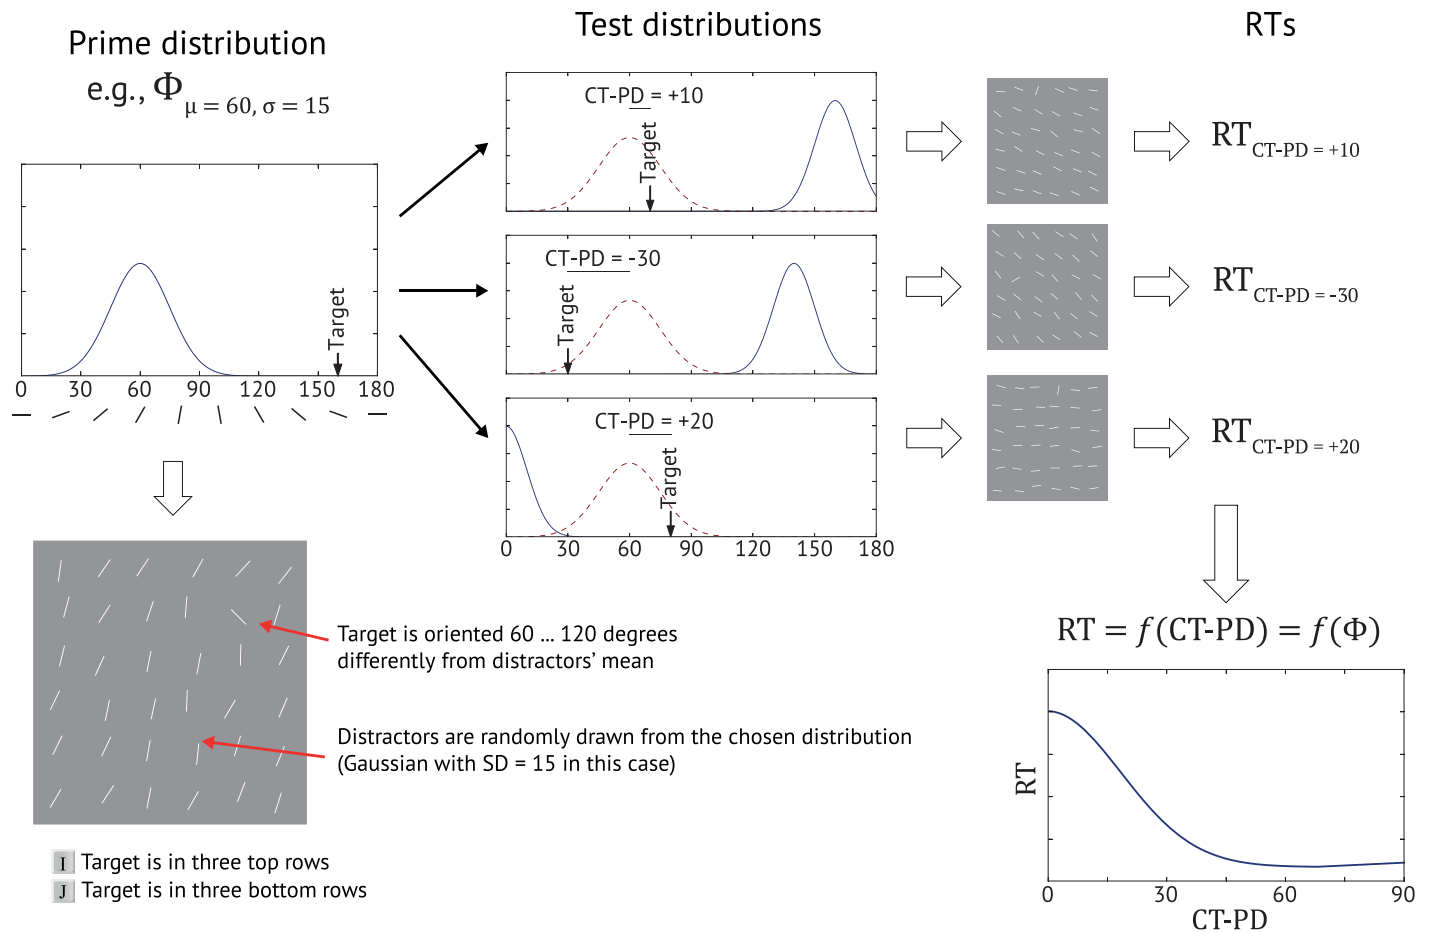 Prime distribution
e.g., Φ μ = 60, σ = 15
Target
0 30 60 90 120 150 180
Test distributions
CT-PD = +10
Target
CT-PD = -30
Target
CT-PD = +20
Target
0 30 60 90 120 150 180
RTs
RT CT-PD = +10
RT CT-PD = -30
RT CT-PD = +20
Target is oriented 60 ... 120 degrees
differently from distractors' mean
Distractors are randomly drawn from the chosen distribution
(Gaussian with SD = 15 in this case)
I Target is in three top rows
J Target is in three bottom rows
RT = f(CT-PD) = f(Φ)
RT
0 30 60 90
CT-PD